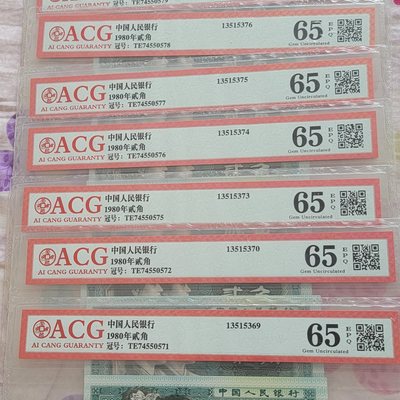 冠号：TE74550579
ACG 中国人民银行 13515376 65 EPQ
1980年贰角
AI CANG GUARANTY 冠号：TE74550578 Gem Uncirculated
ACG 中国人民银行 13515375 65 EPQ
1980年贰角
AI CANG GUARANTY 冠号：TE74550577 Gem Uncirculated
ACG 中国人民银行 13515374 65 EPQ
1980年贰角
AI CANG GUARANTY 冠号：TE74550576 Gem Uncirculated
ACG 中国人民银行 13515373 65 EPQ
1980年贰角
AI CANG GUARANTY 冠号：TE74550575 Gem Uncirculated
ACG 中国人民银行 13515370 65 EPQ
1980年贰角
AI CANG GUARANTY 冠号：TE74550572 Gem Uncirculated
ACG 中国人民银行 13515369 65 EPQ
1980年贰角
AI CANG GUARANTY 冠号：TE74550571 Gem Uncirculated
中国人民银行